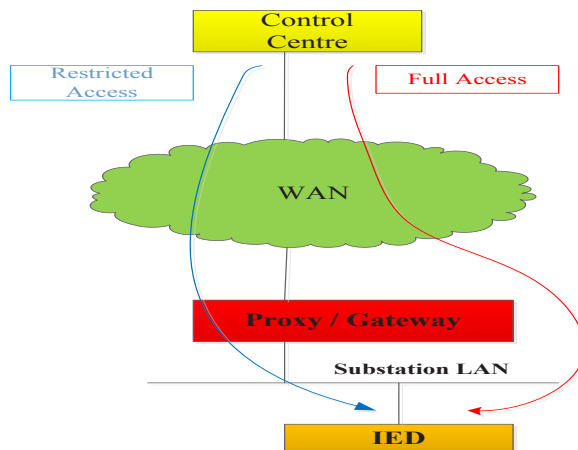 Control
Centre
Restricted
Access
Full Access
WAN
Proxy / Gateway
Substation LAN
IED